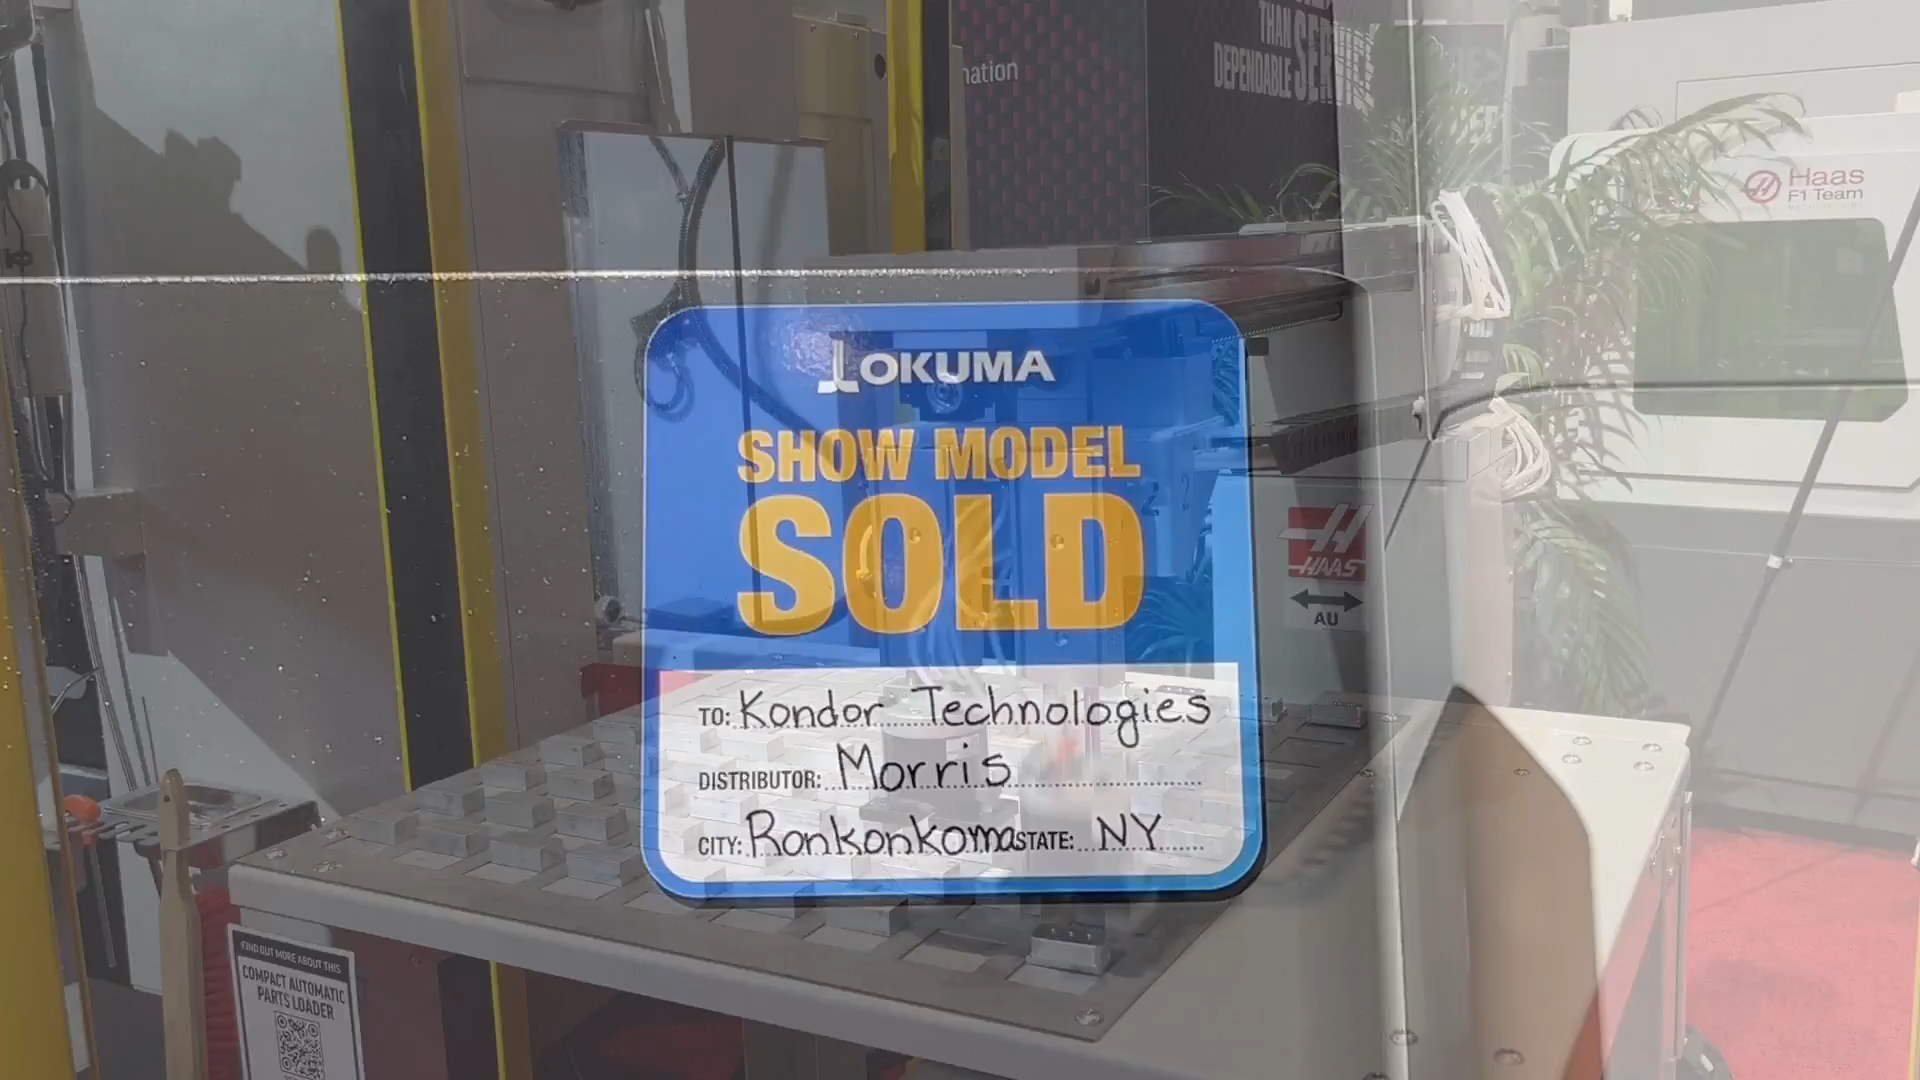 nation
THAN
DEPENDABLE SERVICE
Haas
F1 Team
OKUMA
SHOW MODEL
SOLD
TO: Kondor Technologies
DISTRIBUTOR: Morris
CITY: Ronkonkoma STATE: NY
HAAS
AU
FIND OUT MORE ABOUT THIS
COMPACT AUTOMATIC
PARTS LOADER